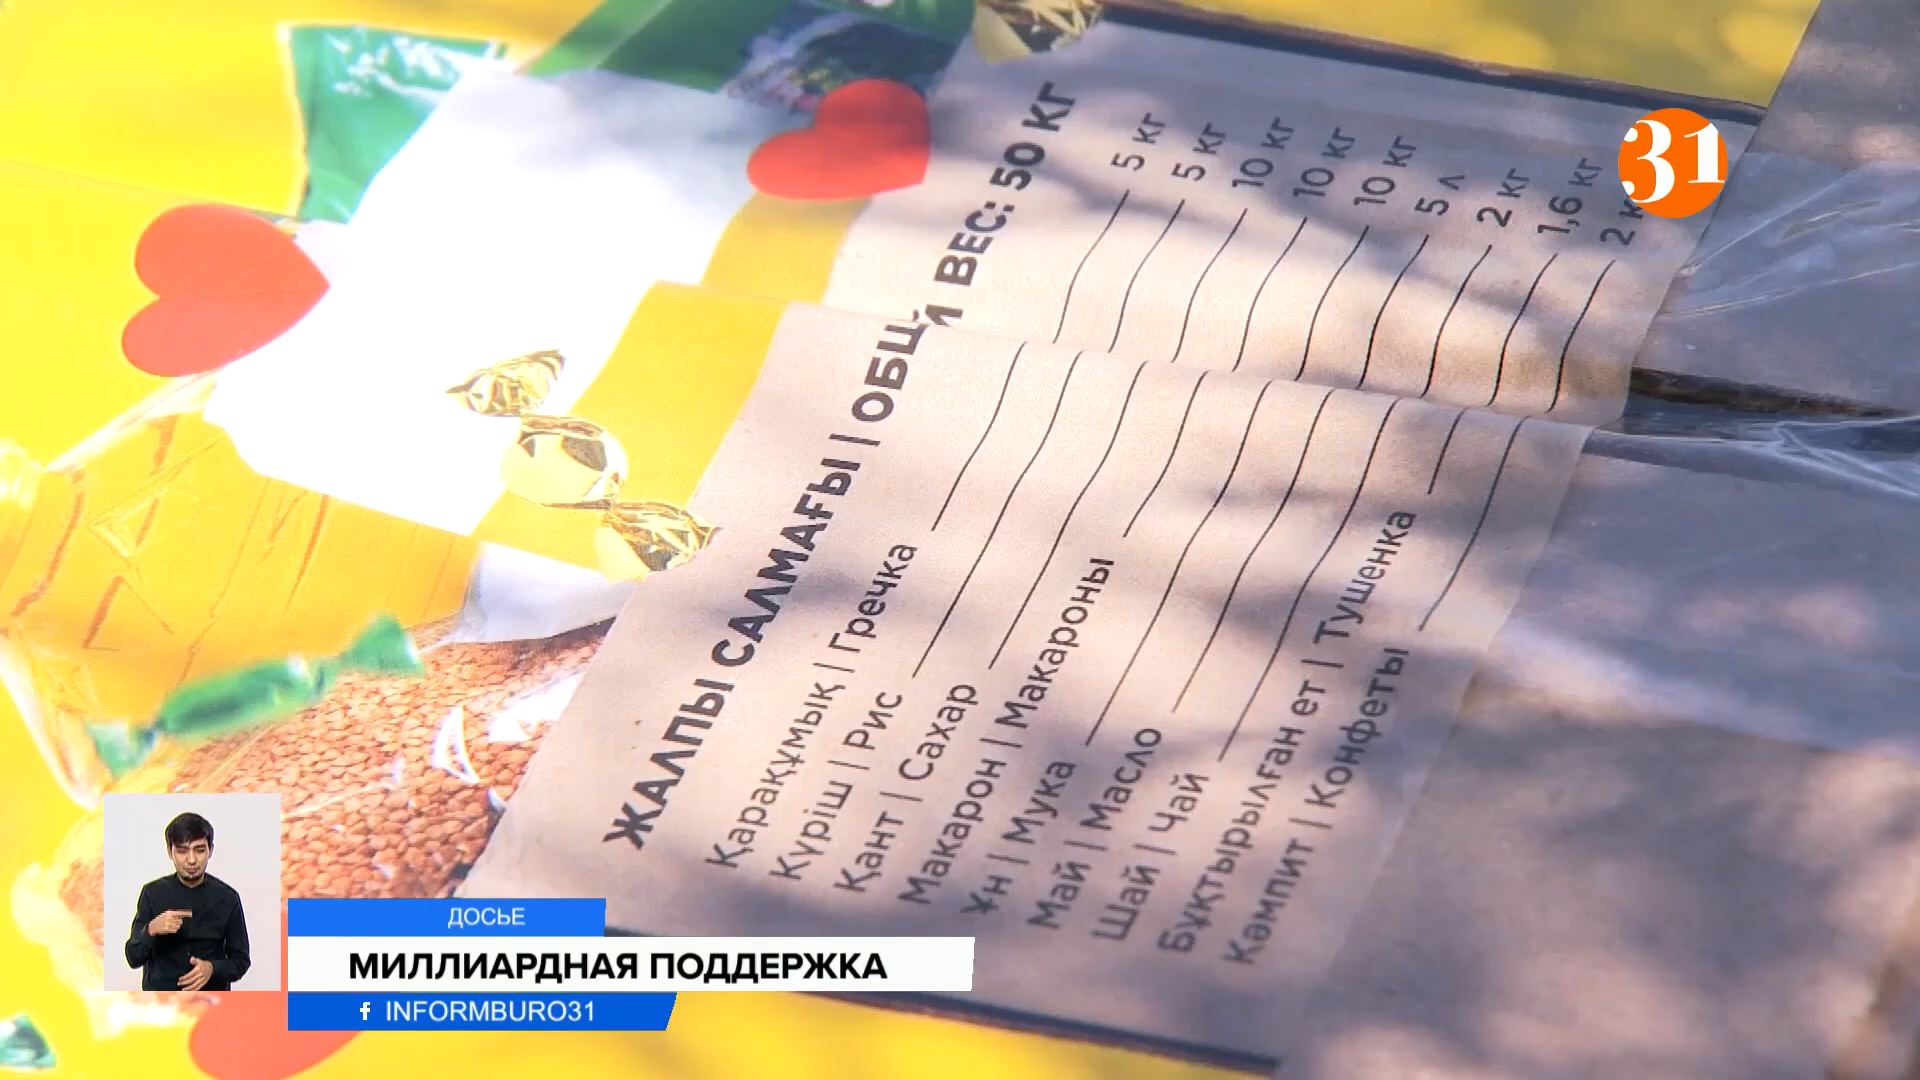 31
ЖАЛПЫ САЛМАҒЫ | ОБЩИЙ ВЕС: 50 КГ
Қарақұмық | Гречка 5 кг
Күріш | Рис 5 кг
Қант | Сахар 10 кг
Макарон | Макароны 10 кг
Ұн | Мука 10 кг
Май | Масло 5 л
Шай | Чай 2 кг
Бұқтырылған ет | Тушенка 1,6 кг
Кәмпит | Конфеты 2 к
ДОСЬЕ
МИЛЛИАРДНАЯ ПОДДЕРЖКА
f INFORMBURO31